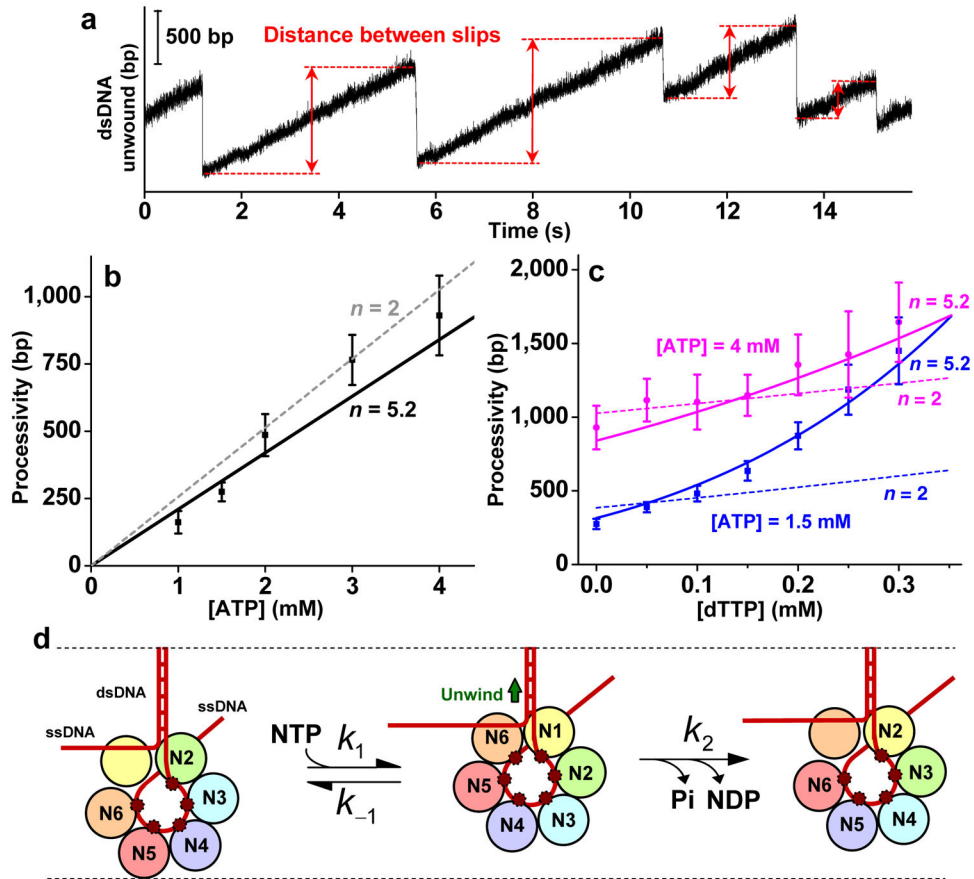 a
500 bp
Distance between slips
dsDNA
unwound (bp)
0 2 4 6 8 10 12 14
Time (s)
b
Processivity (bp)
1,000
750
500
250
0
n = 2
n = 5.2
0 1 2 3 4
[ATP] (mM)
c
Processivity (bp)
2,000
1,500
1,000
500
0
n = 5.2
[ATP] = 4 mM
n = 5.2
n = 2
n = 2
[ATP] = 1.5 mM
0.0 0.1 0.2 0.3
[dTTP] (mM)
d
dsDNA
ssDNA
ssDNA
N2
N3
N4
N5
N6
NTP
k1
k−1
Unwind
N6 N1
N5 N2
N4 N3
k2
Pi NDP
N2
N6 N3
N5 N4